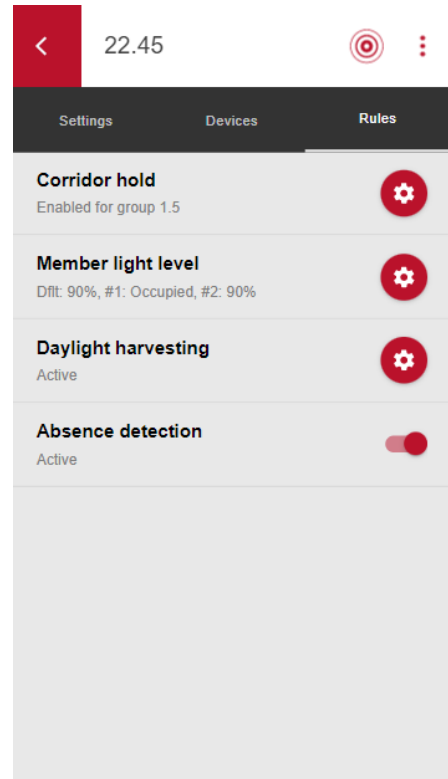 22.45
Settings Devices Rules
Corridor hold
Enabled for group 1.5
Member light level
Dflt: 90%, #1: Occupied, #2: 90%
Daylight harvesting
Active
Absence detection
Active